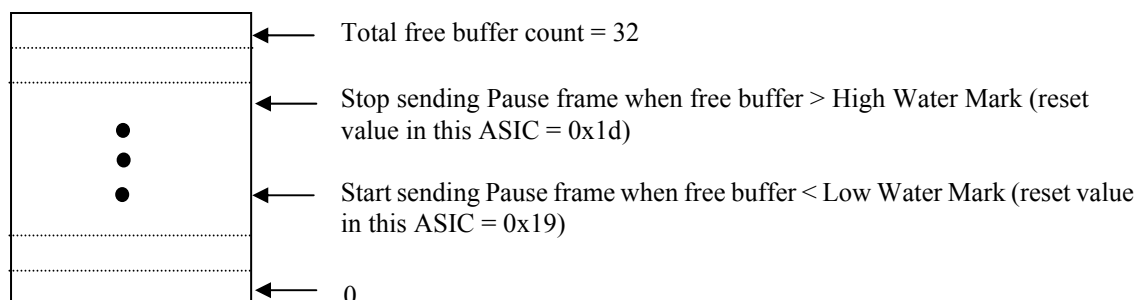 Total free buffer count = 32
Stop sending Pause frame when free buffer > High Water Mark (reset
value in this ASIC = 0x1d)
Start sending Pause frame when free buffer < Low Water Mark (reset value
in this ASIC = 0x19)
0